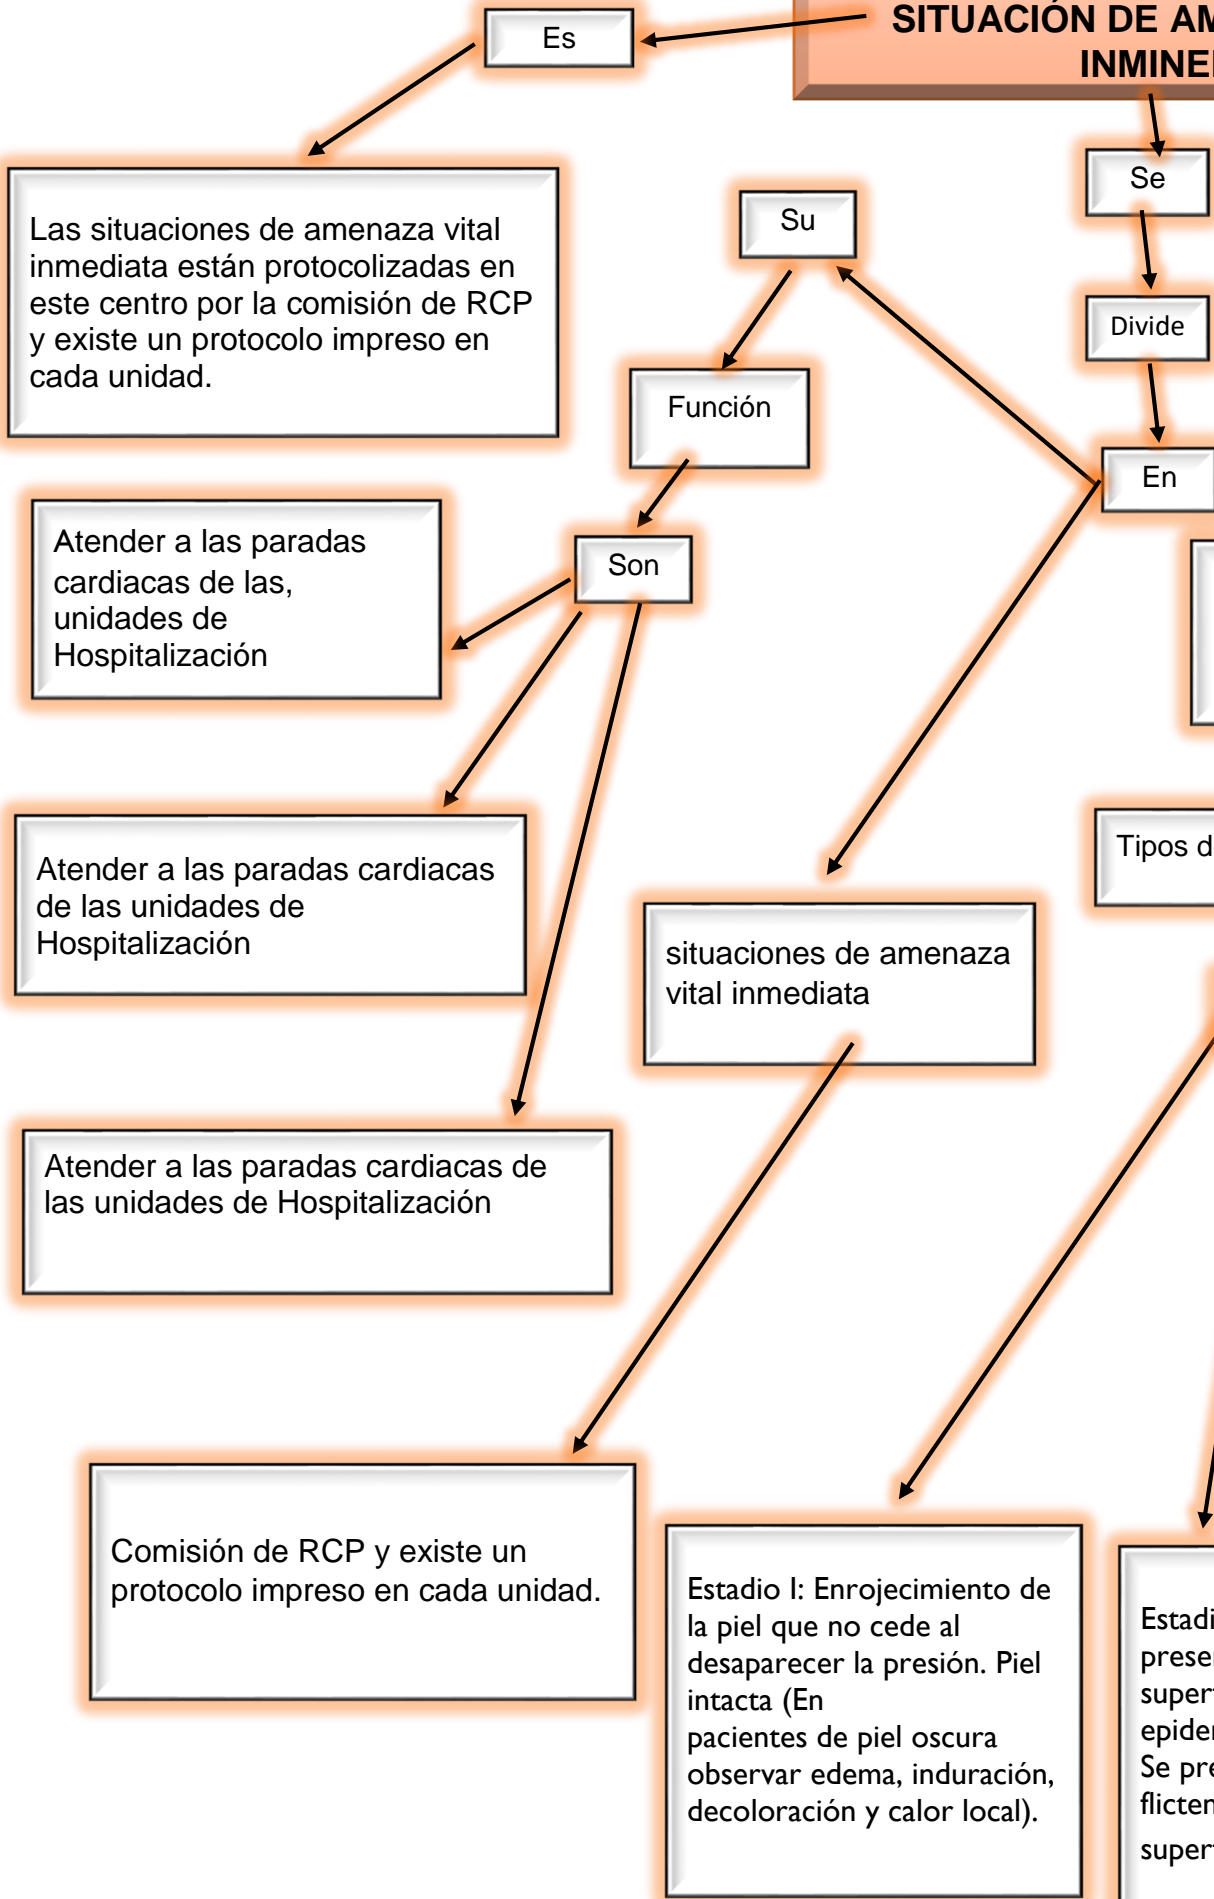 SITUACIÓN DE
Es
Se
Su
Las situaciones de amenaza vital
inmediata están protocolizadas en
este centro por la comisión de RCP
y existe un protocolo impreso en
cada unidad.
Divide
Función
En
Atender a las paradas
cardiacas de las,
unidades de
Hospitalización
Son
Tipos
Atender a las paradas cardiacas
de las unidades de
Hospitalización
situaciones de amenaza
vital inmediata
Atender a las paradas cardiacas de
las unidades de Hospitalización
Comisión de RCP y existe un
protocolo impreso en cada unidad.
Estadio I: Enrojecimiento de
la piel que no cede al
desaparecer la presión. Piel
intacta (En
pacientes de piel oscura
observar edema, induración,
decoloración y calor local).
Se